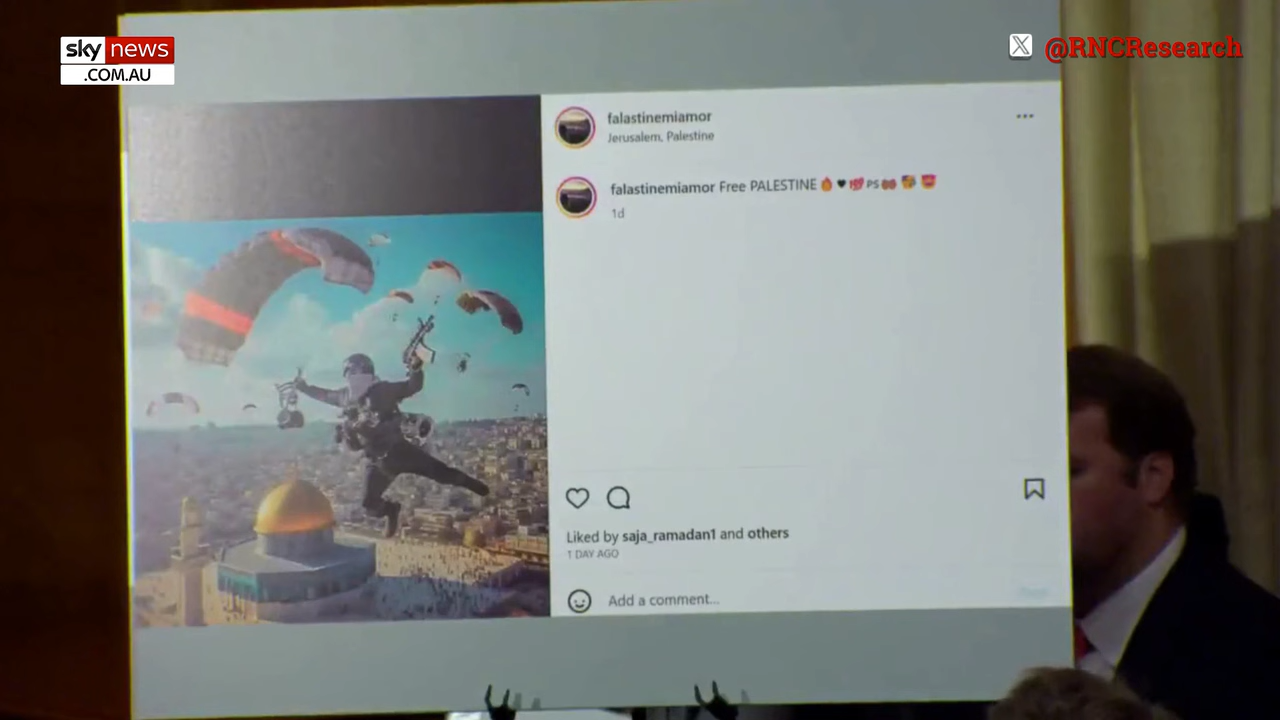 sky news
.COM.AU
@RNCResearch
falastinemiamor
Jerusalem, Palestine
falastinemiamor Free PALESTINE🔥🖤💯PS
1d
Liked by saja_ramadan1 and others
1 DAY AGO
Add a comment...